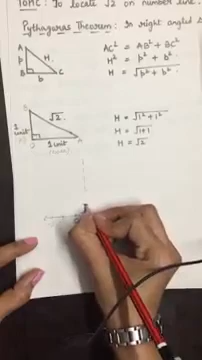 Topic: To locate √2 on number line.
Pythagoras Theorem: In right angled
A
p
H
B
b
C
AC² = AB² + BC²
H² = p² + b²
H = √p² + b²
B
1 unit
√2
O
1 unit
A
H = √1² + 1²
H = √1+1
H = √2